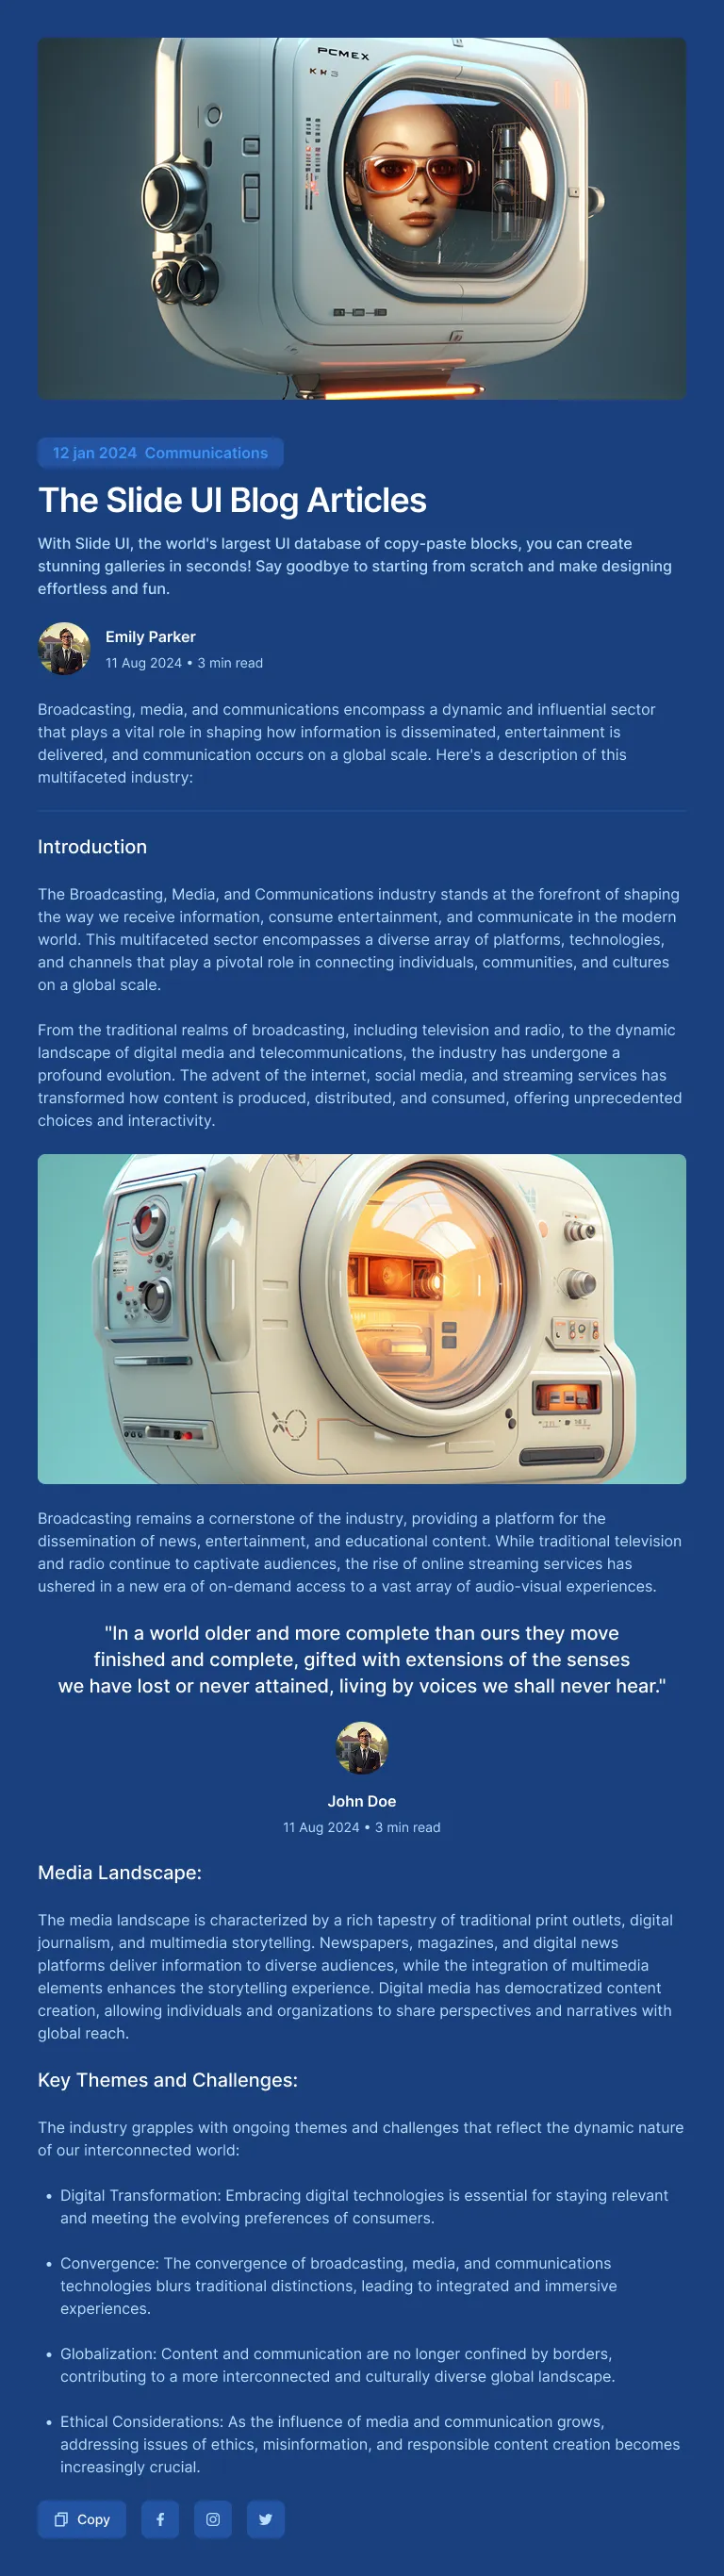 PCMEX
12 jan 2024 Communications
The Slide UI Blog Articles
With Slide UI, the world's largest UI database of copy-paste blocks, you can create
stunning galleries in seconds! Say goodbye to starting from scratch and make designing
effortless and fun.
Emily Parker
11 Aug 2024 • 3 min read
Broadcasting, media, and communications encompass a dynamic and influential sector
that plays a vital role in shaping how information is disseminated, entertainment is
delivered, and communication occurs on a global scale. Here's a description of this
multifaceted industry:
Introduction
The Broadcasting, Media, and Communications industry stands at the forefront of shaping
the way we receive information, consume entertainment, and communicate in the modern
world. This multifaceted sector encompasses a diverse array of platforms, technologies,
and channels that play a pivotal role in connecting individuals, communities, and cultures
on a global scale.
From the traditional realms of broadcasting, including television and radio, to the dynamic
landscape of digital media and telecommunications, the industry has undergone a
profound evolution. The advent of the internet, social media, and streaming services has
transformed how content is produced, distributed, and consumed, offering unprecedented
choices and interactivity.
Broadcasting remains a cornerstone of the industry, providing a platform for the
dissemination of news, entertainment, and educational content. While traditional television
and radio continue to captivate audiences, the rise of online streaming services has
ushered in a new era of on-demand access to a vast array of audio-visual experiences.
"In a world older and more complete than ours they move
finished and complete, gifted with extensions of the senses
we have lost or never attained, living by voices we shall never hear."
John Doe
11 Aug 2024 • 3 min read
Media Landscape:
The media landscape is characterized by a rich tapestry of traditional print outlets, digital
journalism, and multimedia storytelling. Newspapers, magazines, and digital news
platforms deliver information to diverse audiences, while the integration of multimedia
elements enhances the storytelling experience. Digital media has democratized content
creation, allowing individuals and organizations to share perspectives and narratives with
global reach.
Key Themes and Challenges:
The industry grapples with ongoing themes and challenges that reflect the dynamic nature
of our interconnected world:
• Digital Transformation: Embracing digital technologies is essential for staying relevant
and meeting the evolving preferences of consumers.
• Convergence: The convergence of broadcasting, media, and communications
technologies blurs traditional distinctions, leading to integrated and immersive
experiences.
• Globalization: Content and communication are no longer confined by borders,
contributing to a more interconnected and culturally diverse global landscape.
• Ethical Considerations: As the influence of media and communication grows,
addressing issues of ethics, misinformation, and responsible content creation becomes
increasingly crucial.
Copy